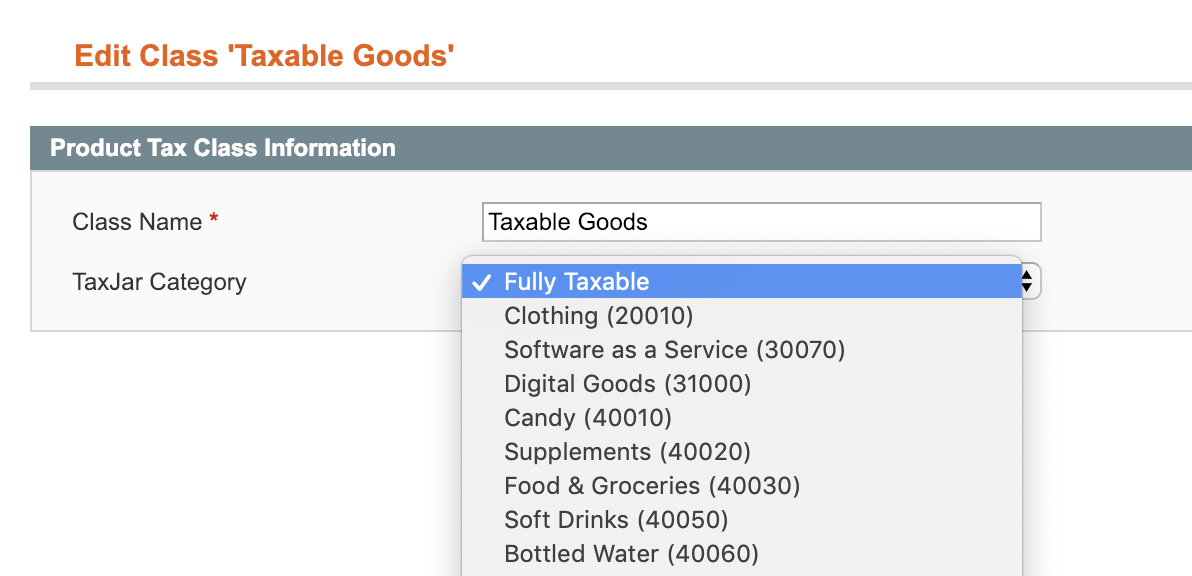 Edit Class 'Taxable Goods'
Product Tax Class Information
Class Name *
Taxable Goods
TaxJar Category
✓ Fully Taxable
Clothing (20010)
Software as a Service (30070)
Digital Goods (31000)
Candy (40010)
Supplements (40020)
Food & Groceries (40030)
Soft Drinks (40050)
Bottled Water (40060)